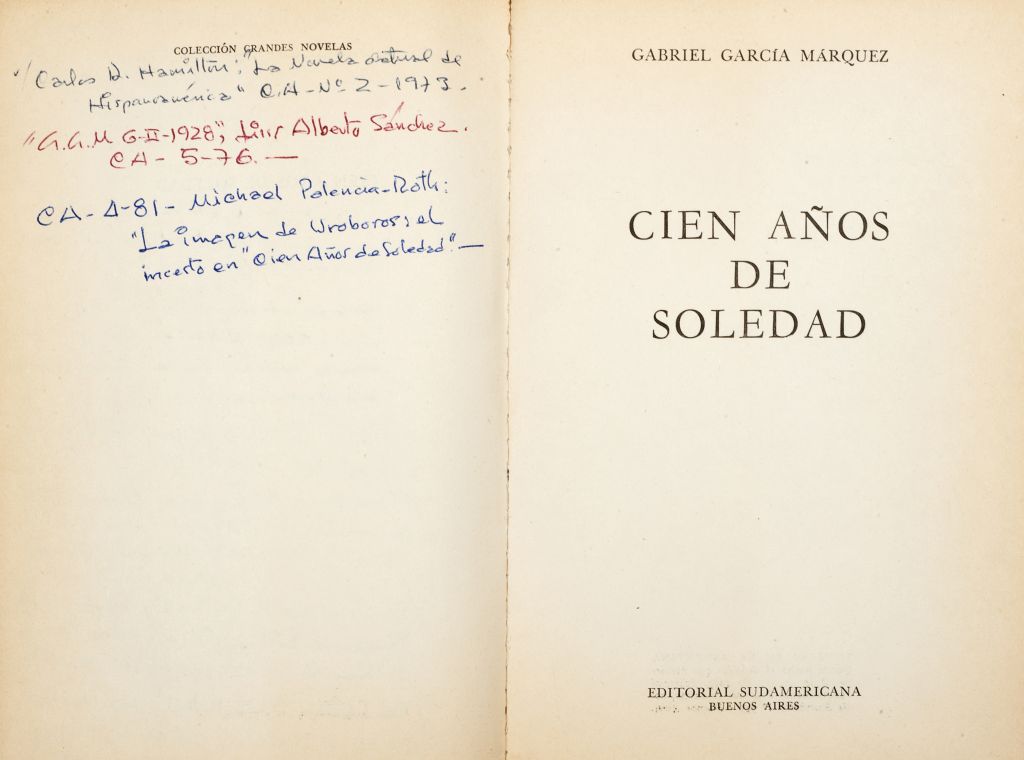 COLECCIÓN GRANDES NOVELAS
Carlos D. Hamilton: "La Novela actual de
Hispanoamérica" CA-Nº 2-1973.
"G.G.M 6-II-1928", Luis Alberto Sánchez.
CA- 5-76.—
CA-4-81- Michael Palencia-Roth:
"La imagen de Uroboros; el
incesto en "Cien Años de Soledad".—
GABRIEL GARCÍA MÁRQUEZ
CIEN AÑOS
DE
SOLEDAD
EDITORIAL SUDAMERICANA
BUENOS AIRES